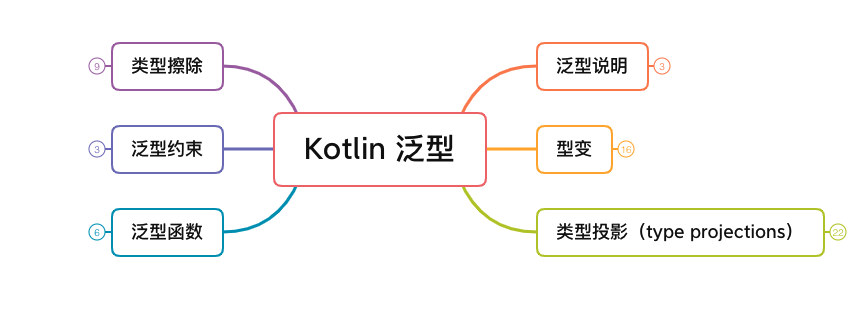 类型擦除
9
泛型说明
3
Kotlin 泛型
泛型约束
3
型变
16
泛型函数
6
类型投影（type projections）
22